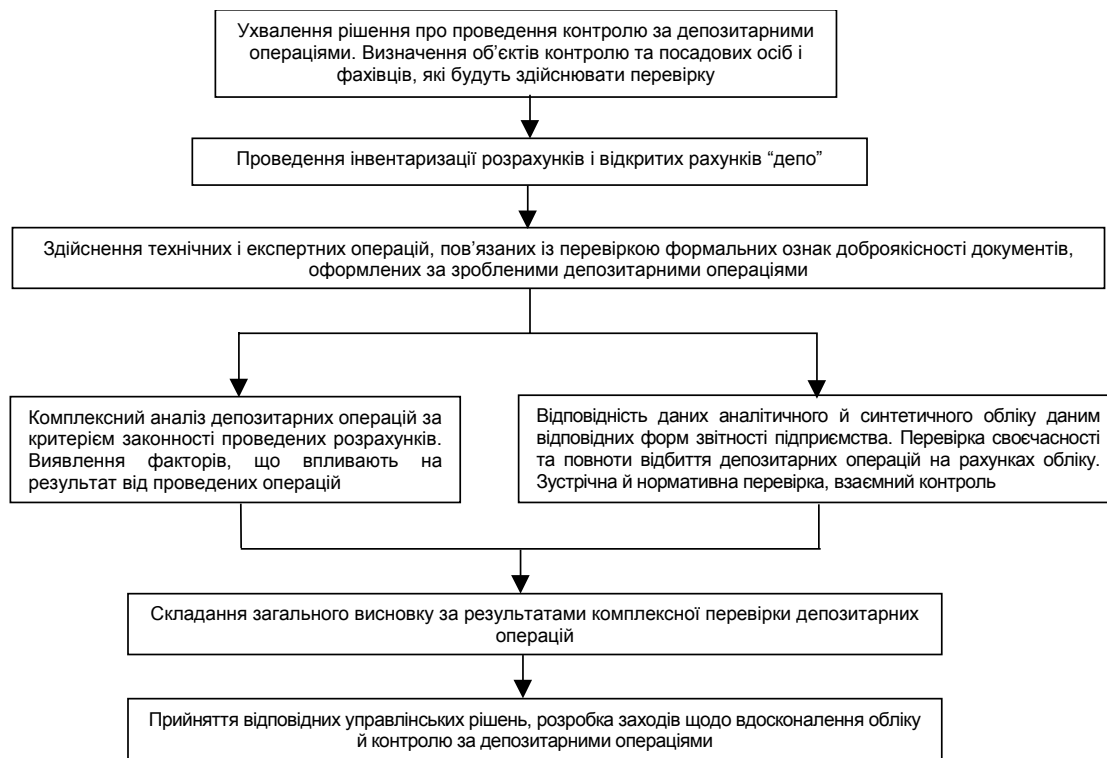 Ухвалення рішення про проведення контролю за депозитарними
операціями. Визначення об’єктів контролю та посадових осіб і
фахівців, які будуть здійснювати перевірку
Проведення інвентаризації розрахунків і відкритих рахунків “депо”
Здійснення технічних і експертних операцій, пов’язаних із перевіркою формальних ознак доброякісності документів,
оформлених за зробленими депозитарними операціями
Комплексний аналіз депозитарних операцій за
критерієм законності проведених розрахунків.
Виявлення факторів, що впливають на
результат від проведених операцій
Відповідність даних аналітичного й синтетичного обліку даним
відповідних форм звітності підприємства. Перевірка своєчасності
та повноти відбиття депозитарних операцій на рахунках обліку.
Зустрічна й нормативна перевірка, взаємний контроль
Складання загального висновку за результатами комплексної перевірки депозитарних
операцій
Прийняття відповідних управлінських рішень, розробка заходів щодо вдосконалення обліку
й контролю за депозитарними операціями